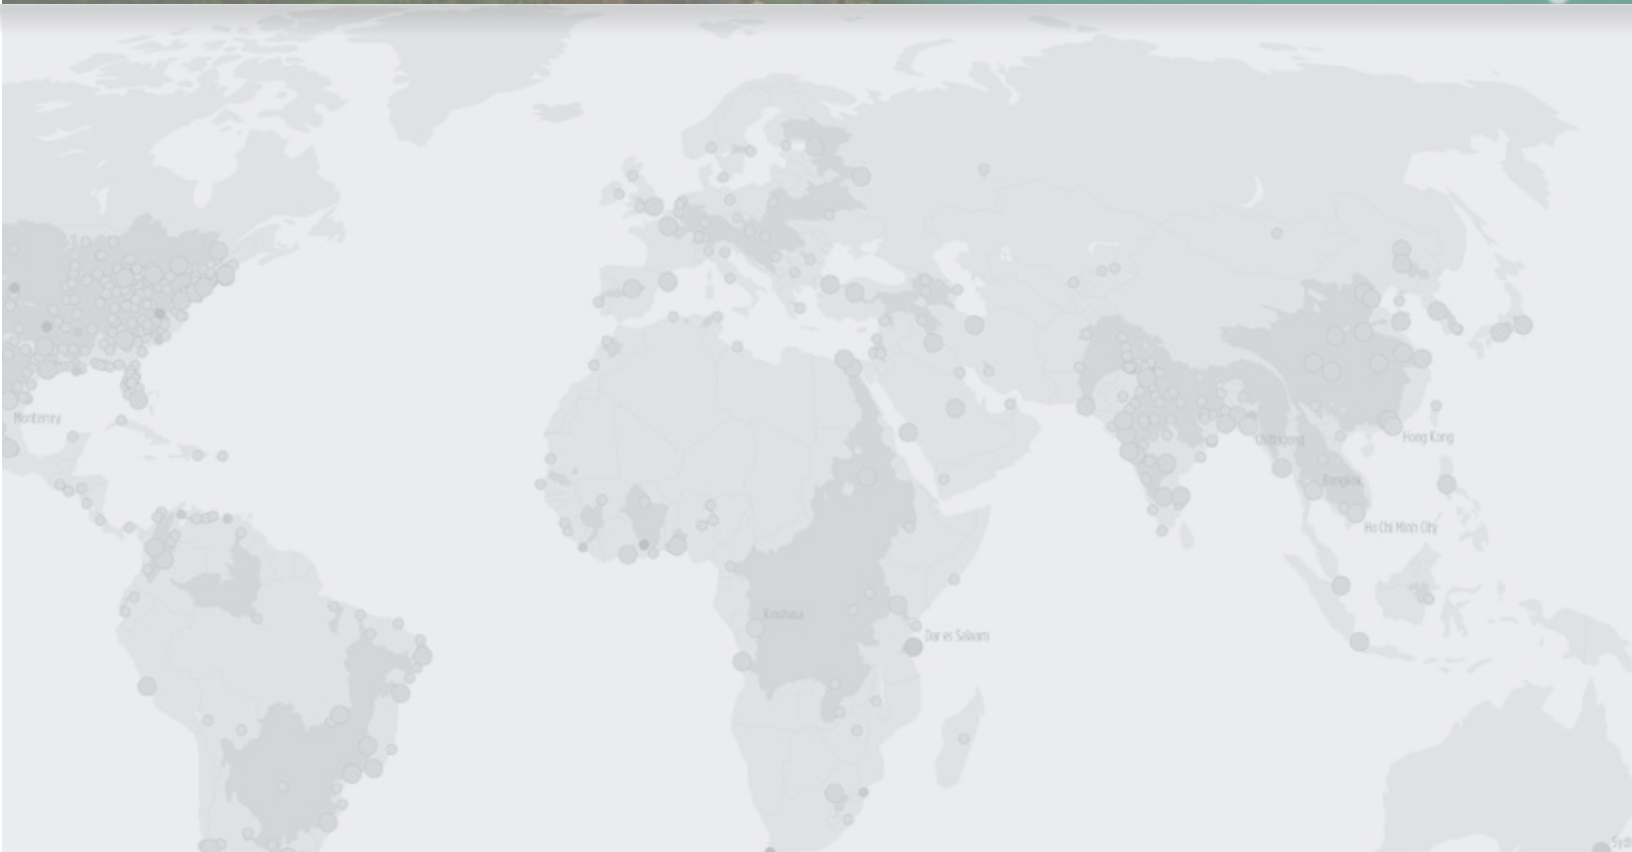 Monterrey
Chittagong
Hong Kong
Bangkok
Ho Chi Minh City
Kinshasa
Dar es Salaam